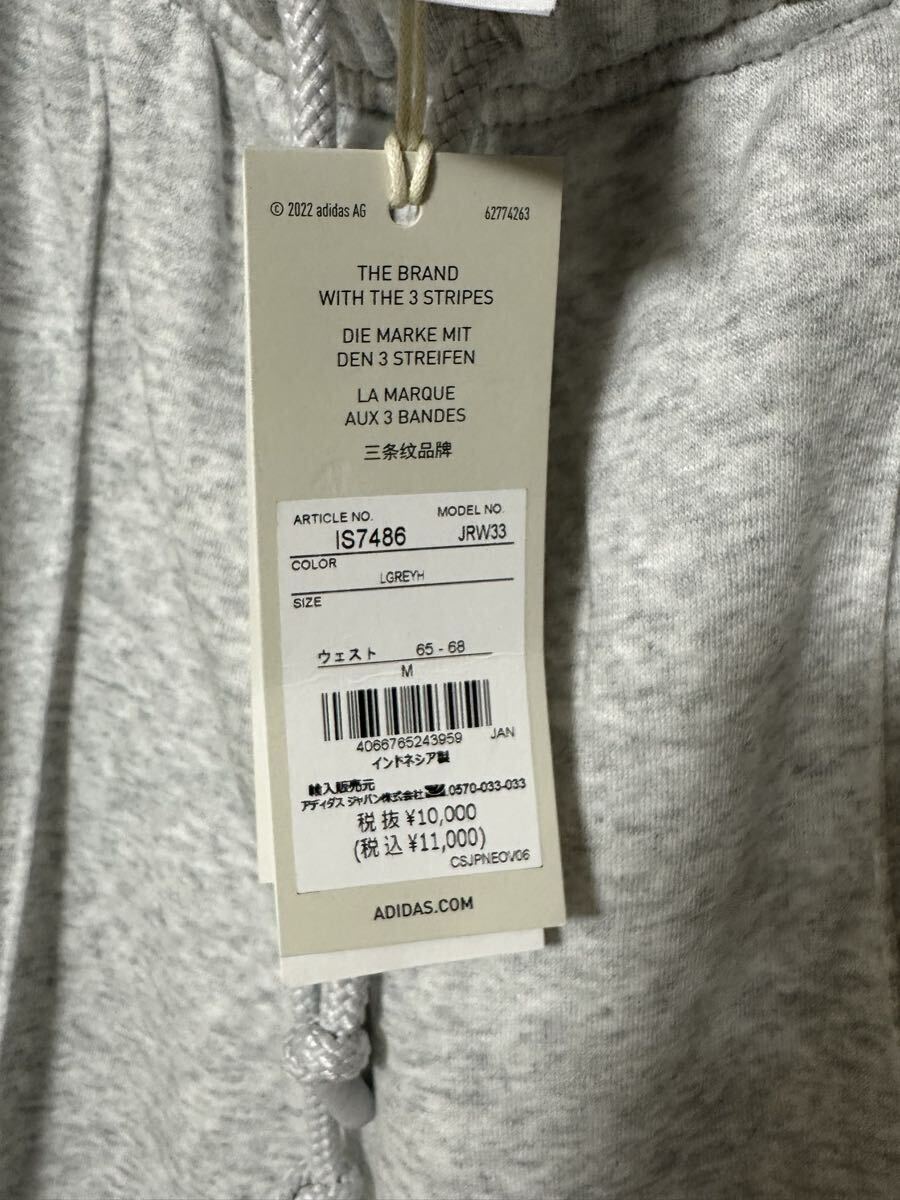 © 2022 adidas AG 62774263
THE BRAND
WITH THE 3 STRIPES
DIE MARKE MIT
DEN 3 STREIFEN
LA MARQUE
AUX 3 BANDES
三条纹品牌
ARTICLE NO. MODEL NO.
IS7486 JRW33
COLOR
LGREYH
SIZE
ウェスト 65 - 68
M
4066765243959 JAN
インドネシア製
輸入販売元
アディダス ジャパン株式会社 0570-033-033
税抜 ¥10,000
(税込 ¥11,000)
CSJPNEOV06
ADIDAS.COM